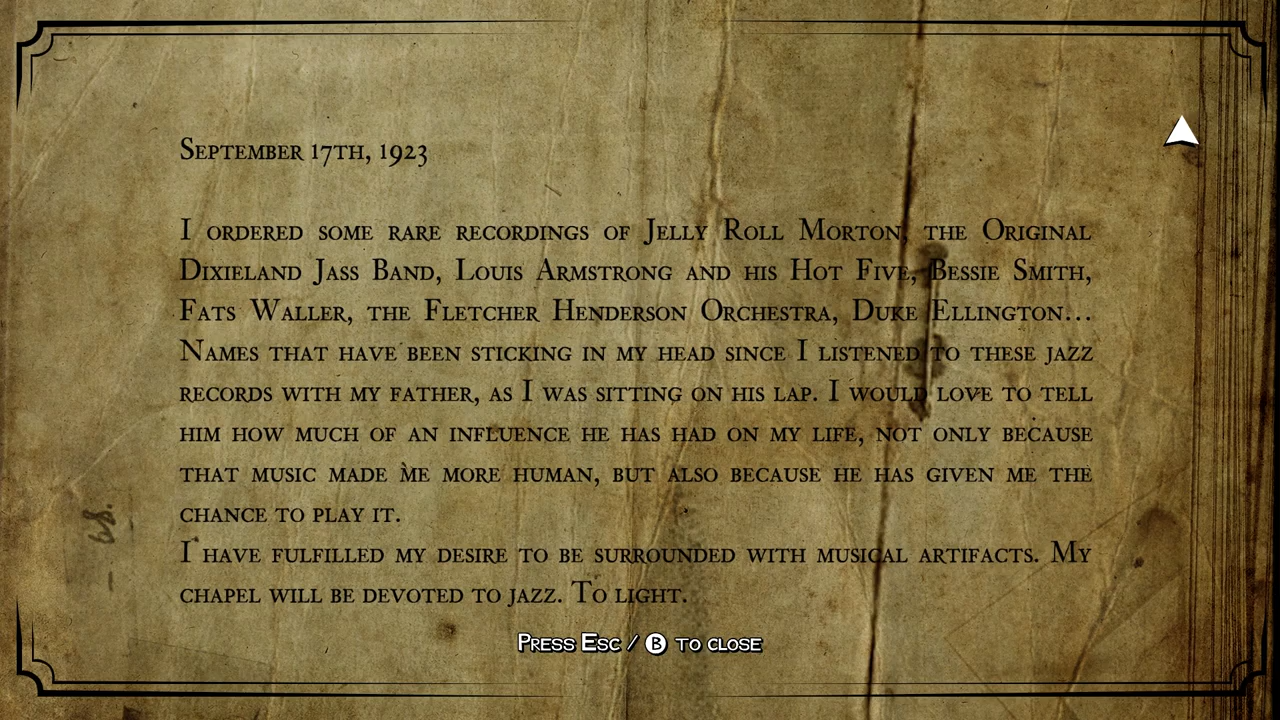 September 17th, 1923
I ordered some rare recordings of Jelly Roll Morton, the Original
Dixieland Jass Band, Louis Armstrong and his Hot Five, Bessie Smith,
Fats Waller, the Fletcher Henderson Orchestra, Duke Ellington...
Names that have been sticking in my head since I listened to these jazz
records with my father, as I was sitting on his lap. I would love to tell
him how much of an influence he has had on my life, not only because
that music made me more human, but also because he has given me the
chance to play it.
I have fulfilled my desire to be surrounded with musical artifacts. My
chapel will be devoted to jazz. To light.
Press Esc / B to close